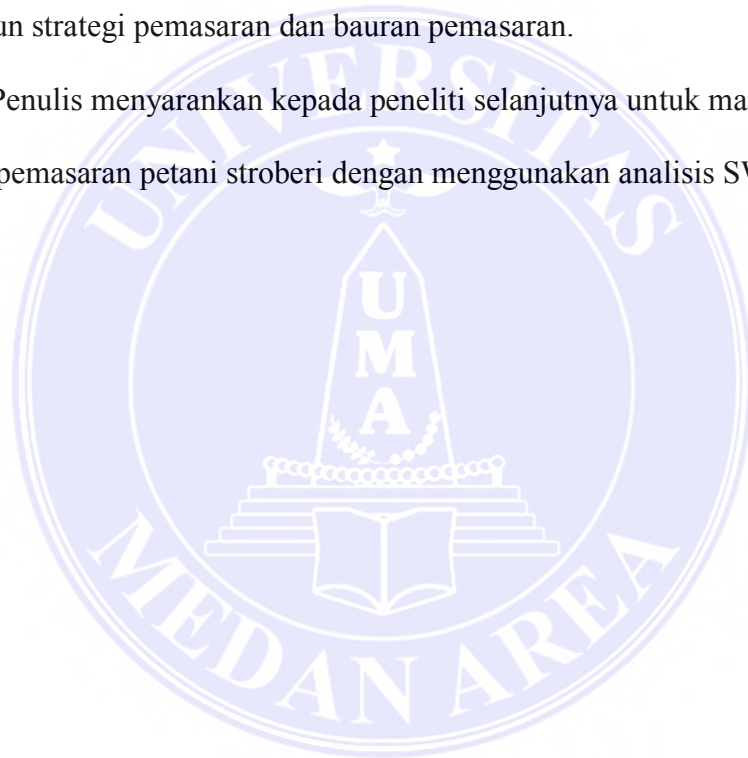 un strategi pemasaran dan bauran pemasaran.
Penulis menyarankan kepada peneliti selanjutnya untuk ma
pemasaran petani stroberi dengan menggunakan analisis SW
UNIVERSITAS
U
M
A
MEDAN AREA